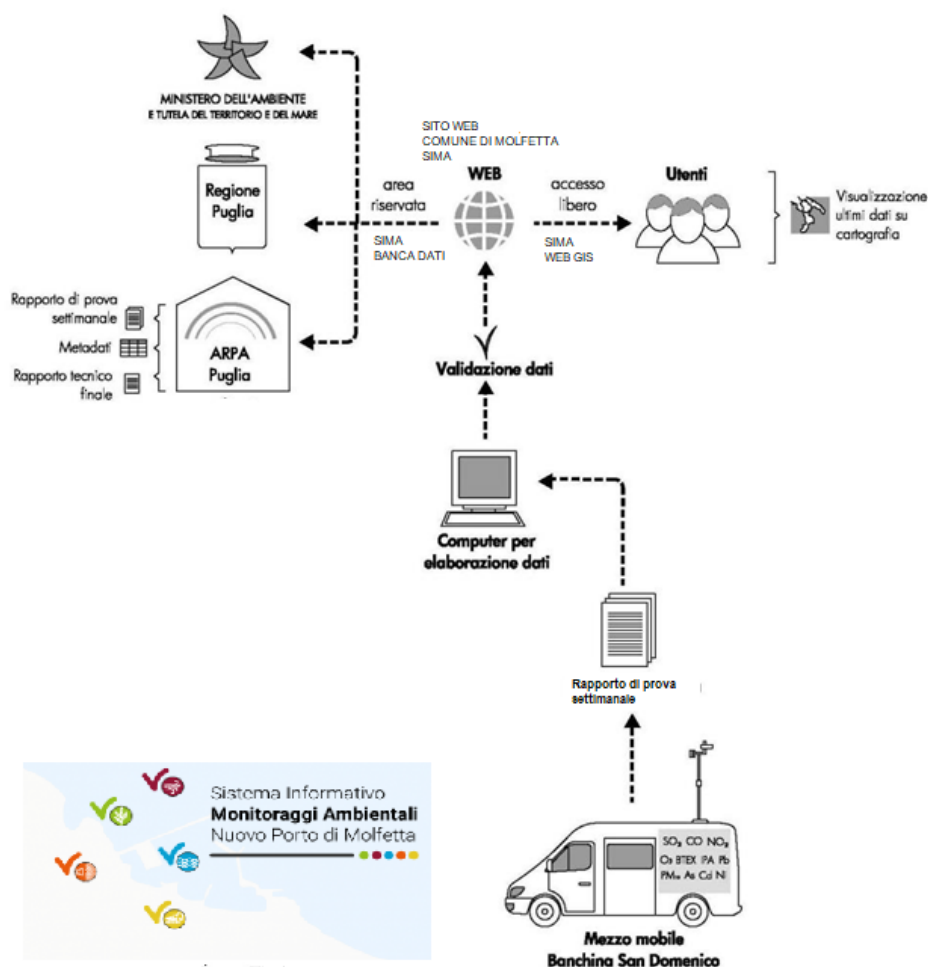 MINISTERO DELL'AMBIENTE
E TUTELA DEL TERRITORIO E DEL MARE
SITO WEB
COMUNE DI MOLFETTA
SIMA
WEB
Regione
Puglia
area
riservata
SIMA
BANCA DATI
accesso
libero
SIMA
WEB GIS
Utenti
Visualizzazione
ultimi dati su
cartografia
Rapporto di prova
settimanale
Metadati
Rapporto tecnico
finale
ARPA
Puglia
Validazione dati
Computer per
elaborazione dati
Rapporto di prova
settimanale
Sistema Informativo
Monitoraggi Ambientali
Nuovo Porto di Molfetta
SO₂ CO NO₂
O₃ BTEX IPA Pb
PM₁₀ As Cd Ni
Mezzo mobile
Banchina San Domenico